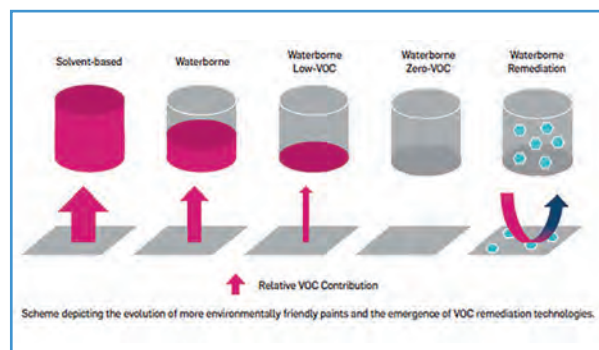 Solvent-based
Waterborne
Waterborne
Low-VOC
Waterborne
Zero-VOC
Waterborne
Remediation
Relative VOC Contribution
Scheme depicting the evolution of more environmentally friendly paints and the emergence of VOC remediation technologies.